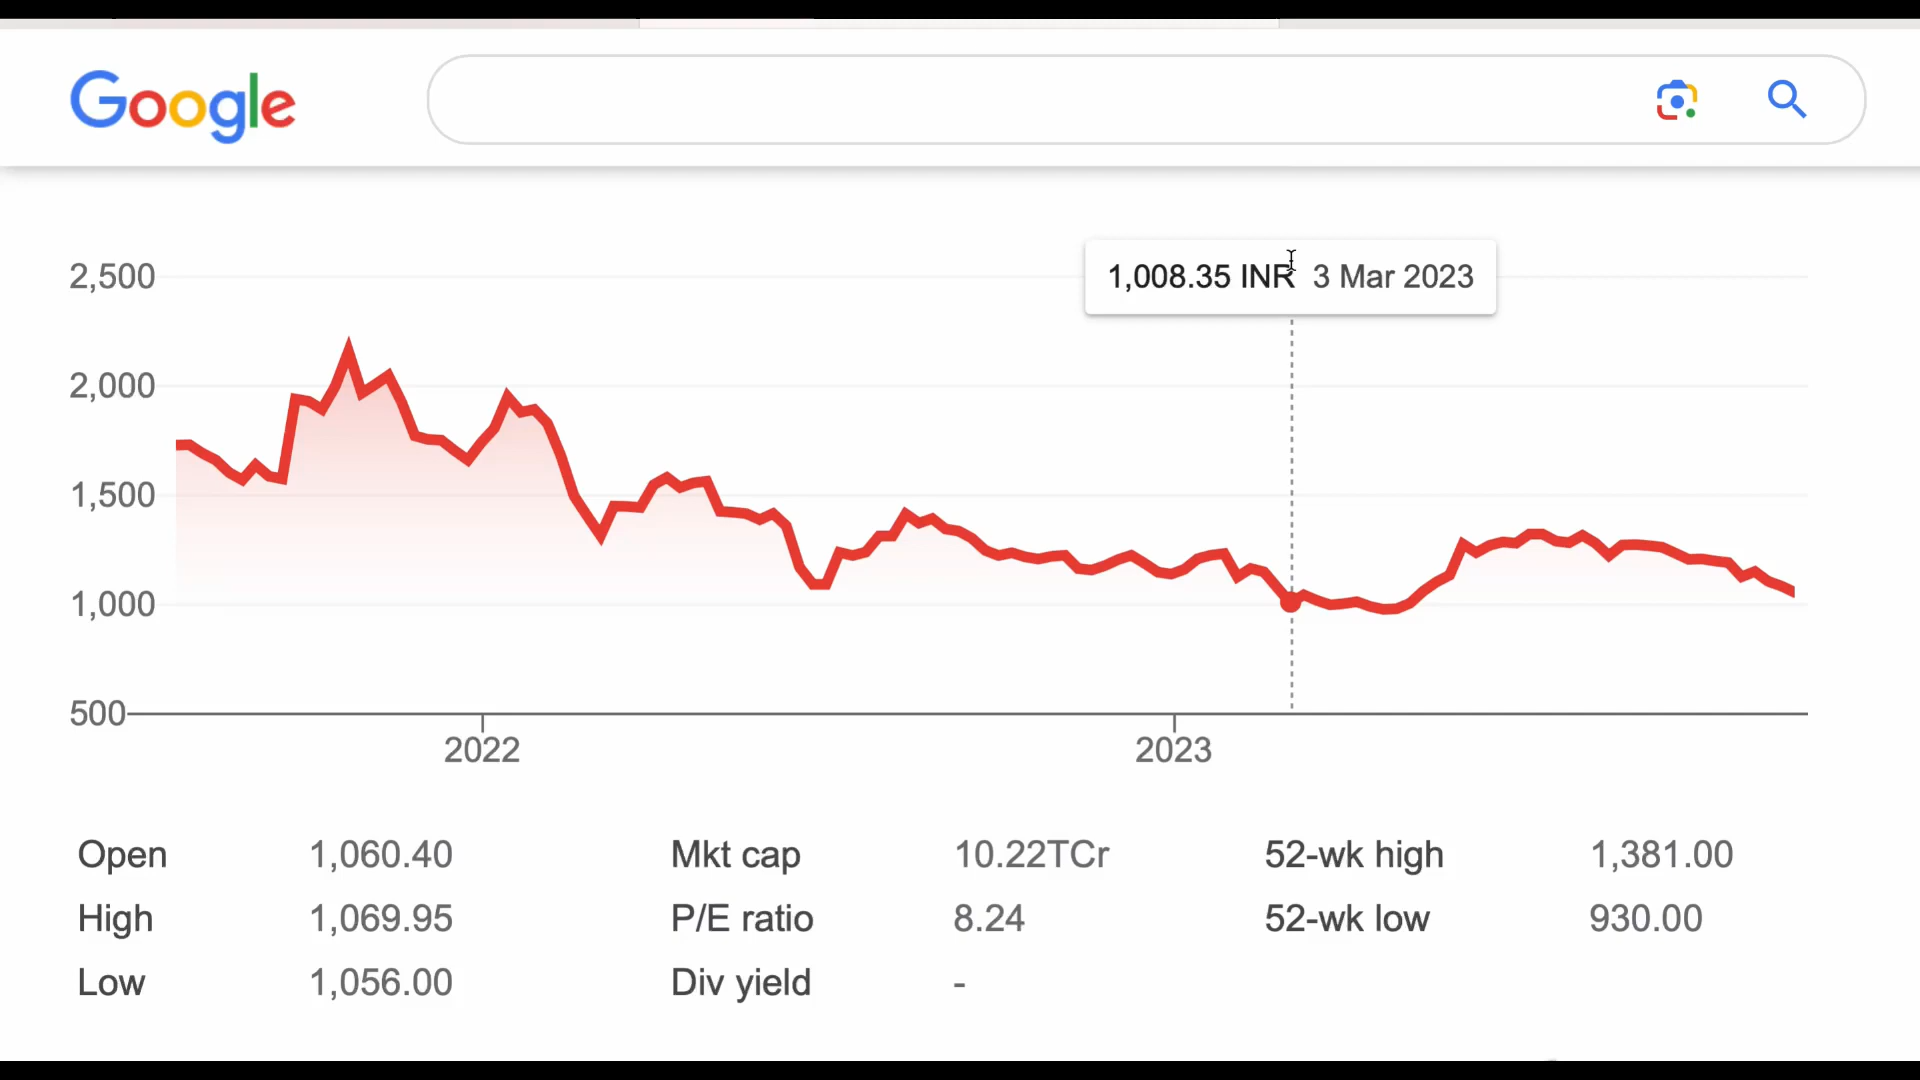 Google
1,008.35 INR 3 Mar 2023
2,500
2,000
1,500
1,000
500
2022 2023
Open 1,060.40 Mkt cap 10.22TCr 52-wk high 1,381.00
High 1,069.95 P/E ratio 8.24 52-wk low 930.00
Low 1,056.00 Div yield -